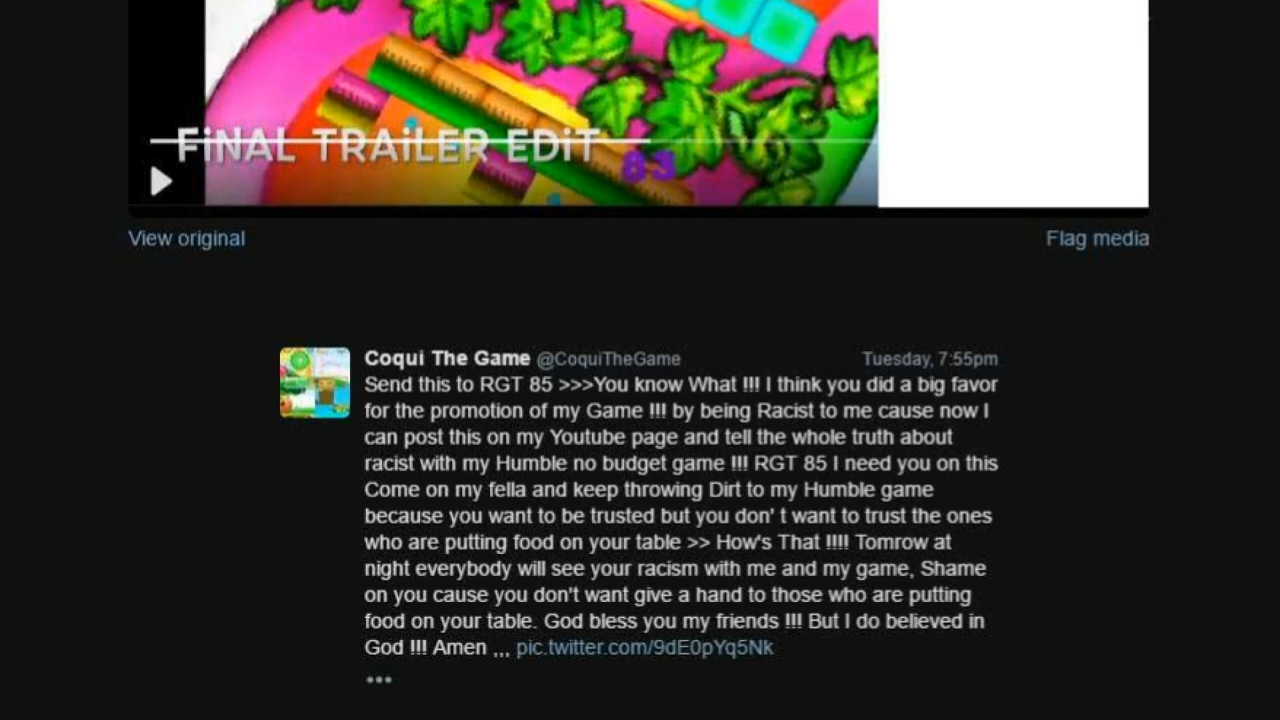 FiNAL TRAiLER EDiT
83
View original
Flag media
Coqui The Game @CoquiTheGame
Tuesday, 7:55pm
Send this to RGT 85 >>>You know What !!! I think you did a big favor
for the promotion of my Game !!! by being Racist to me cause now I
can post this on my Youtube page and tell the whole truth about
racist with my Humble no budget game !!! RGT 85 I need you on this
Come on my fella and keep throwing Dirt to my Humble game
because you want to be trusted but you don' t want to trust the ones
who are putting food on your table >> How's That !!!! Tomrow at
night everybody will see your racism with me and my game, Shame
on you cause you don't want give a hand to those who are putting
food on your table. God bless you my friends !!! But I do believed in
God !!! Amen ,,, pic.twitter.com/9dE0pYq5Nk